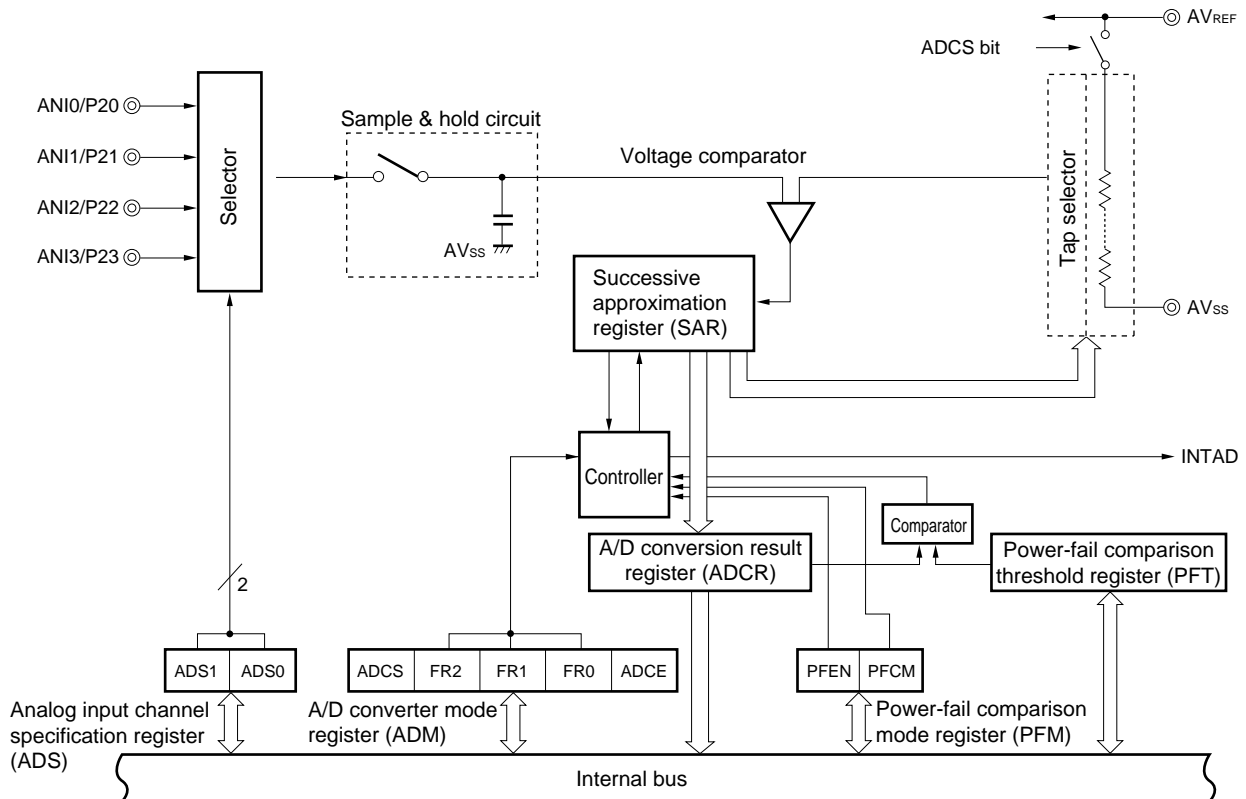 AVREF
ADCS bit
ANI0/P20
ANI1/P21
ANI2/P22
ANI3/P23
Selector
Sample & hold circuit
AVSS
Voltage comparator
Tap selector
AVSS
Successive
approximation
register (SAR)
Controller
INTAD
Comparator
A/D conversion result
register (ADCR)
Power-fail comparison
threshold register (PFT)
2
ADS1 ADS0
ADCS FR2 FR1 FR0 ADCE
PFEN PFCM
Analog input channel
specification register
(ADS)
A/D converter mode
register (ADM)
Power-fail comparison
mode register (PFM)
Internal bus